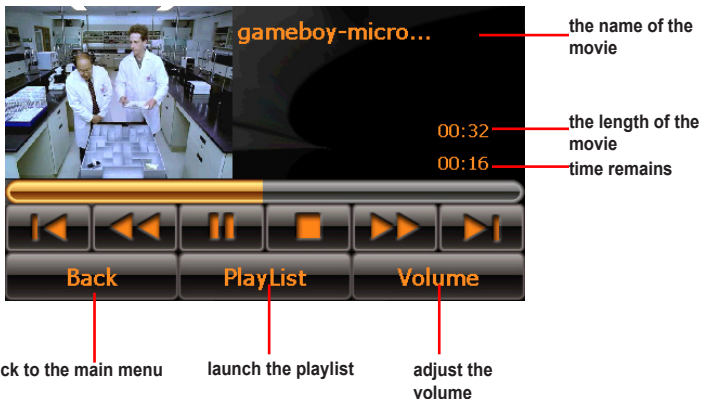 gameboy-micro...
the name of the
movie
00:32
the length of the
movie
00:16
time remains
Back
PlayList
Volume
ck to the main menu
launch the playlist
adjust the
volume